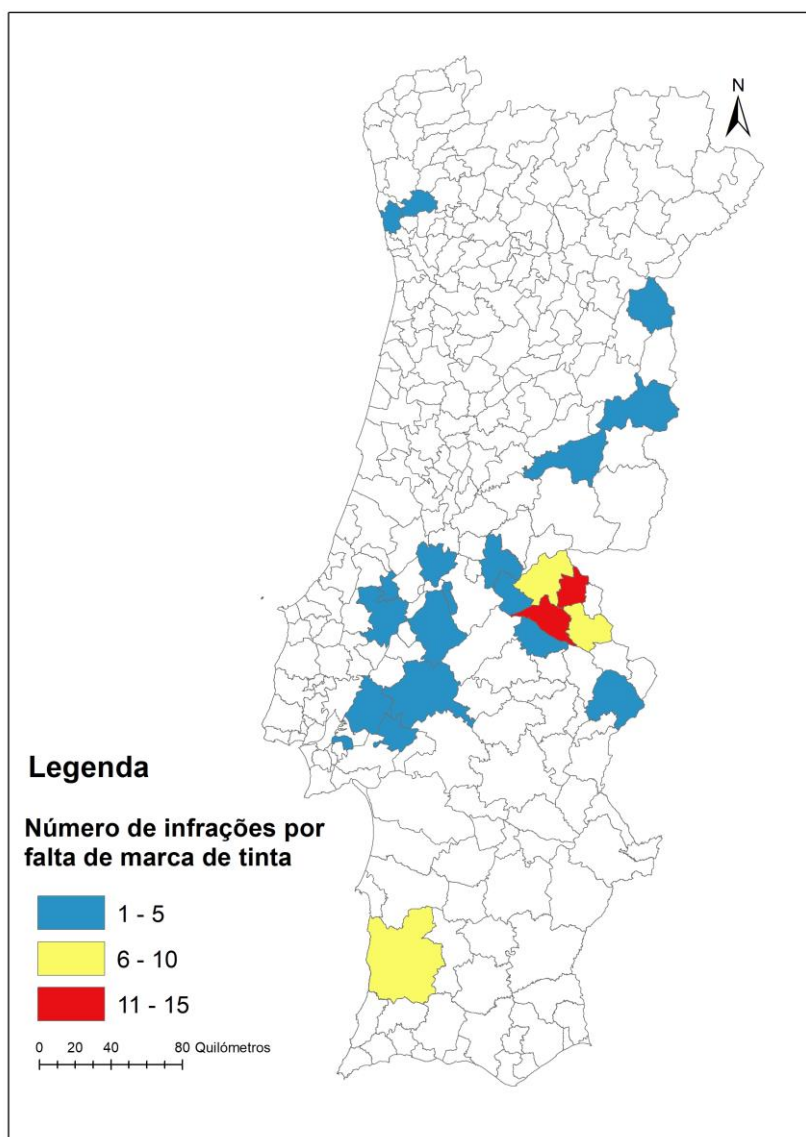 N
Legenda
Número de infrações por
falta de marca de tinta
1 - 5
6 - 10
11 - 15
0 20 40 80 Quilómetros